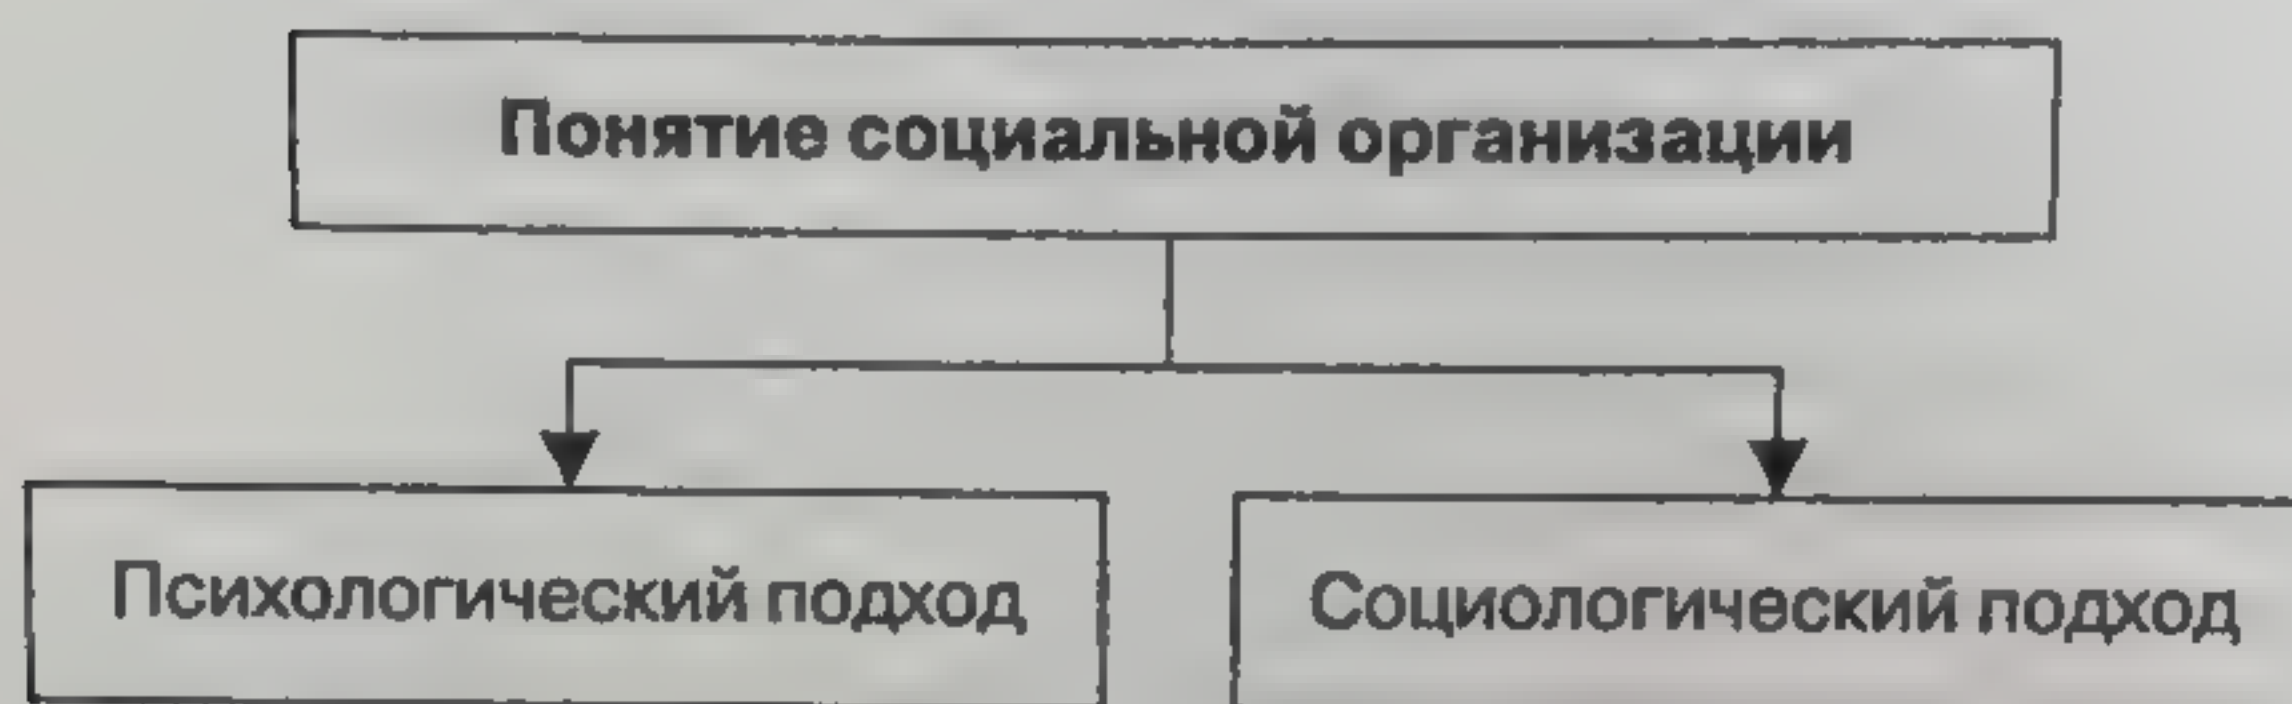 Понятие социальной организации
Психологический подход
Социологический подход